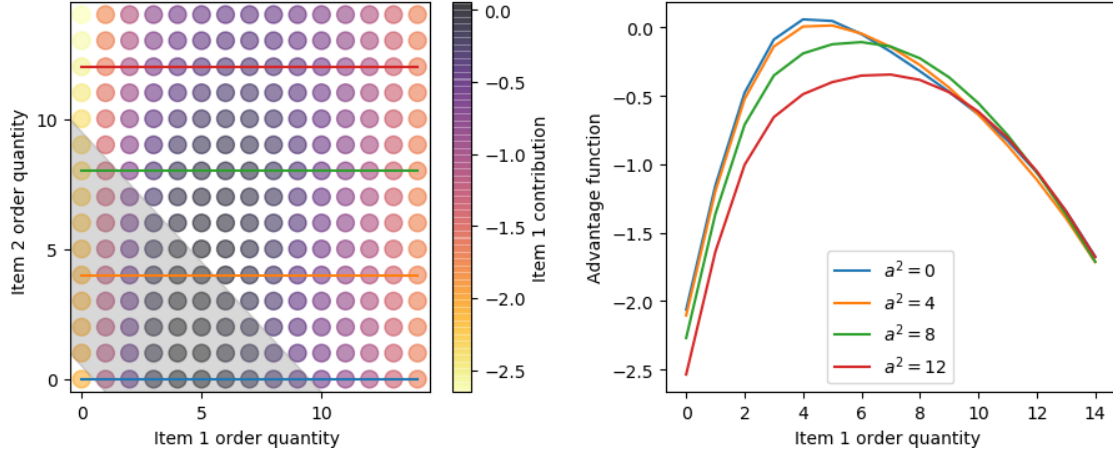 Item 2 order quantity
10
5
0
0
5
10
Item 1 order quantity
0.0
−0.5
−1.0
−1.5
−2.0
−2.5
Item 1 contribution
Advantage function
0.0
−0.5
−1.0
−1.5
−2.0
−2.5
a² = 0
a² = 4
a² = 8
a² = 12
0 2 4 6 8 10 12 14
Item 1 order quantity